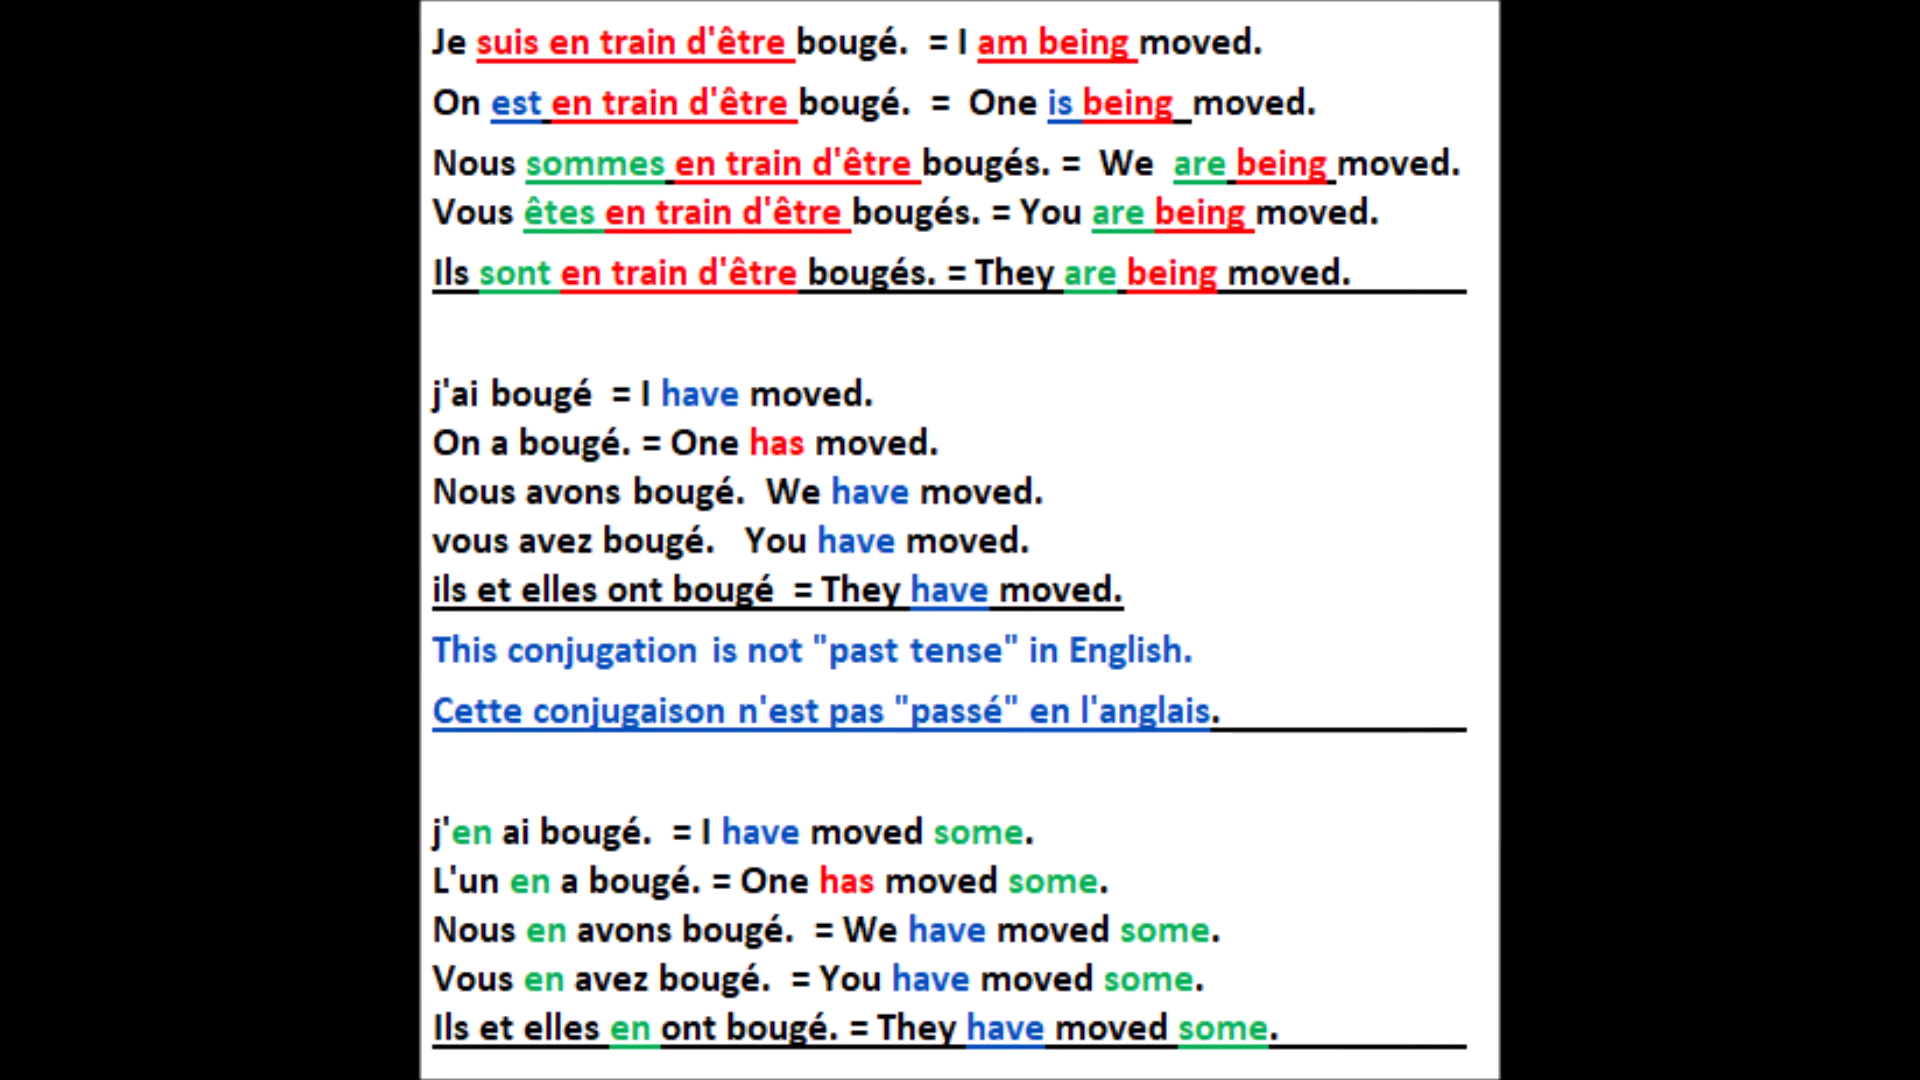 Je suis en train d'être bougé. = I am being moved.
On est en train d'être bougé. = One is being moved.
Nous sommes en train d'être bougés. = We are being moved.
Vous êtes en train d'être bougés. = You are being moved.
Ils sont en train d'être bougés. = They are being moved.
j'ai bougé = I have moved.
On a bougé. = One has moved.
Nous avons bougé. We have moved.
vous avez bougé. You have moved.
ils et elles ont bougé = They have moved.
This conjugation is not "past tense" in English.
Cette conjugaison n'est pas "passé" en l'anglais.
j'en ai bougé. = I have moved some.
L'un en a bougé. = One has moved some.
Nous en avons bougé. = We have moved some.
Vous en avez bougé. = You have moved some.
Ils et elles en ont bougé. = They have moved some.